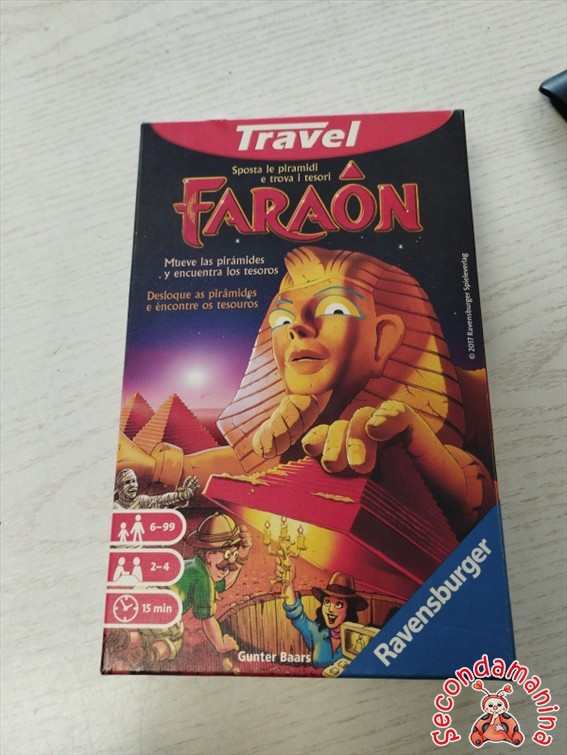 Travel
Sposta le piramidi
e trova i tesori
FARAÔN
Mueve las pirámides
y encuentra los tesoros
Desloque as pirâmides
e encontre os tesouros
© 2017 Ravensburger Spieleverlag
6-99
2-4
15 min
Gunter Baars
Ravensburger
Secondamanina